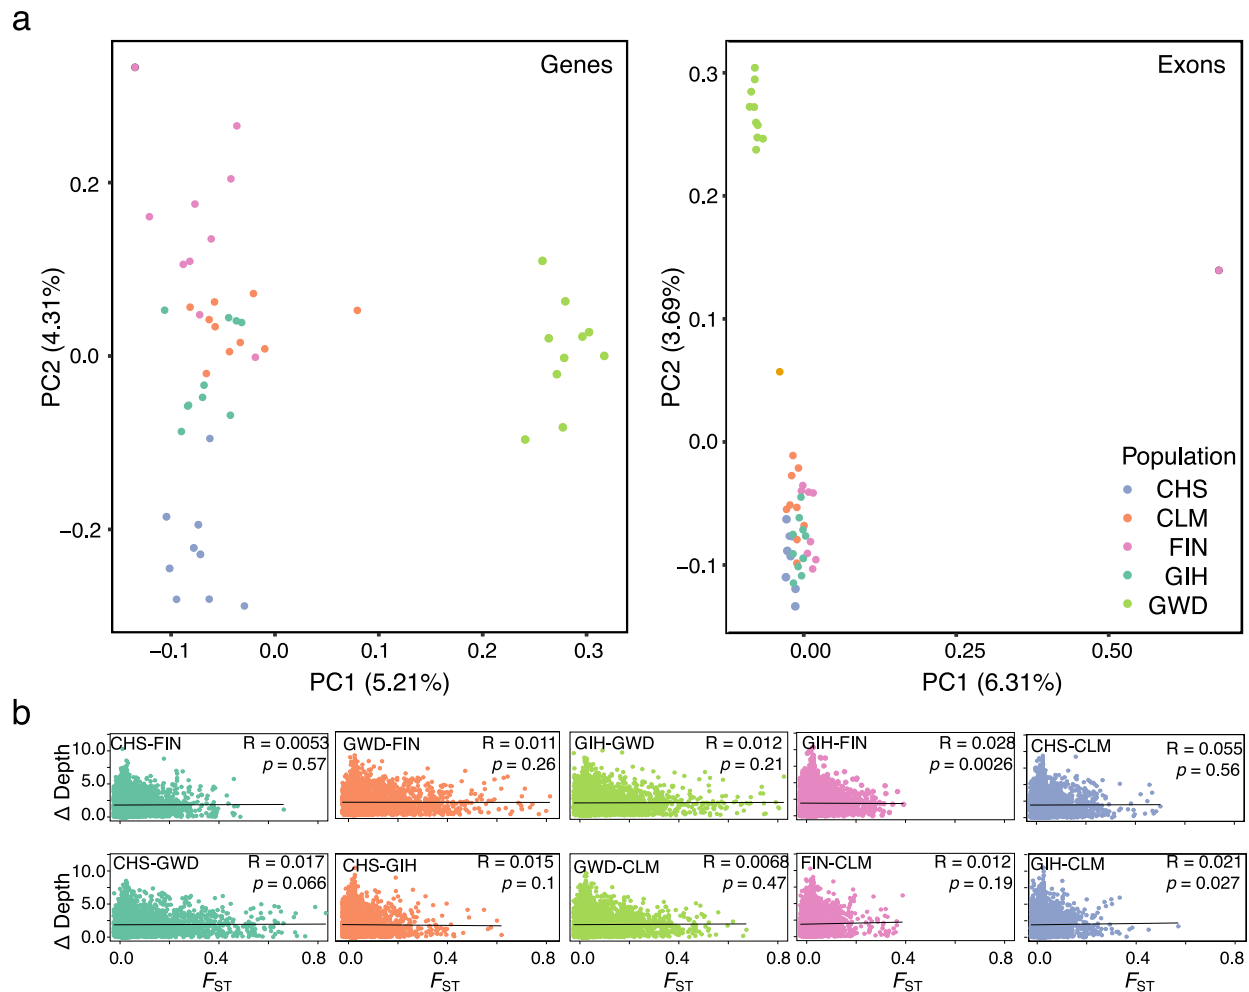 a
Genes
Exons
0.2
0.0
−0.2
PC2 (4.31%)
−0.1
0.0
0.1
0.2
0.3
PC1 (5.21%)
0.3
0.2
0.1
0.0
−0.1
PC2 (3.69%)
0.00
0.25
0.50
PC1 (6.31%)
Population
CHS
CLM
FIN
GIH
GWD
b
Δ Depth
10.0
5.0
0.0
CHS-FIN
R = 0.0053
p = 0.57
GWD-FIN
R = 0.011
p = 0.26
GIH-GWD
R = 0.012
p = 0.21
GIH-FIN
R = 0.028
p = 0.0026
CHS-CLM
R = 0.055
p = 0.56
Δ Depth
10.0
5.0
0.0
CHS-GWD
R = 0.017
p = 0.066
CHS-GIH
R = 0.015
p = 0.1
GWD-CLM
R = 0.0068
p = 0.47
FIN-CLM
R = 0.012
p = 0.19
GIH-CLM
R = 0.021
p = 0.027
0.0 0.4 0.8
0.0 0.4 0.8
0.0 0.4 0.8
0.0 0.4 0.8
0.0 0.4 0.8
FST
FST
FST
FST
FST